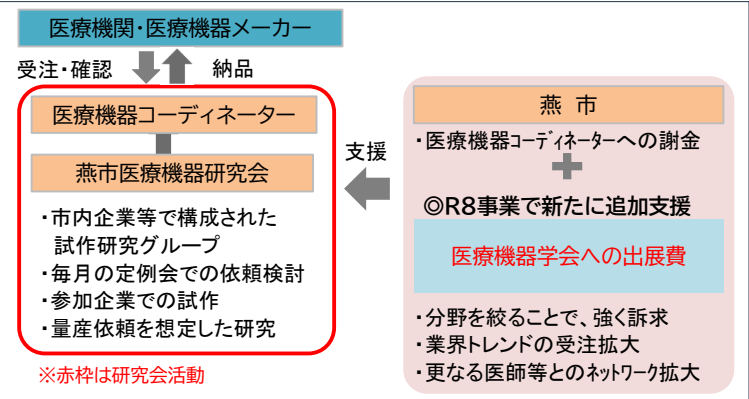 医療機関・医療機器メーカー
受注・確認
納品
医療機器コーディネーター
燕市医療機器研究会
・市内企業等で構成された
試作研究グループ
・毎月の定例会での依頼検討
・参加企業での試作
・量産依頼を想定した研究
※赤枠は研究会活動
支援
燕 市
・医療機器ｺｰﾃﾞｨﾈｰﾀｰへの謝金
◎R8事業で新たに追加支援
医療機器学会への出展費
・分野を絞ることで、強く訴求
・業界トレンドの受注拡大
・更なる医師等とのﾈｯﾄﾜｰｸ拡大